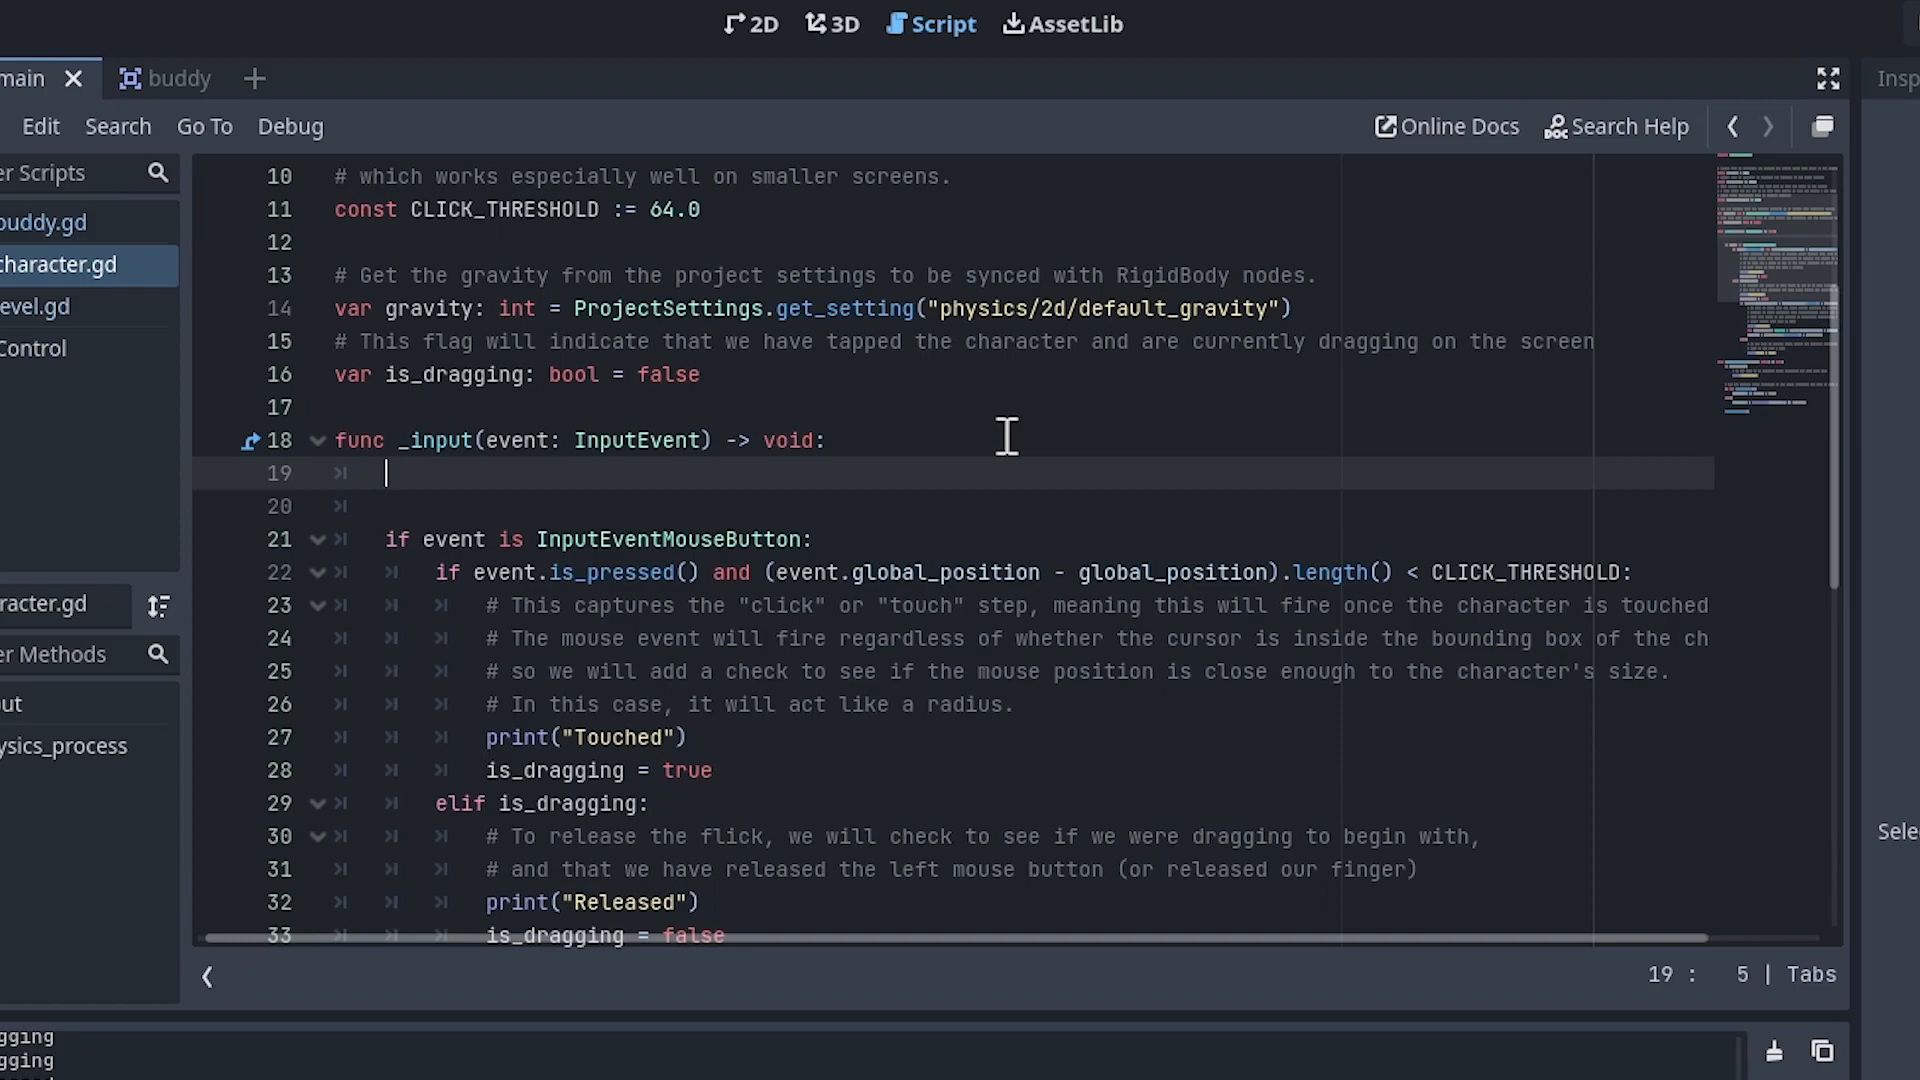 2D 3D Script AssetLib
main buddy Insp
Edit Search Go To Debug Online Docs Search Help
er Scripts
buddy.gd
character.gd
evel.gd
Control
racter.gd
er Methods
ut
ysics_process
10 # which works especially well on smaller screens.
11 const CLICK_THRESHOLD := 64.0
12
13 # Get the gravity from the project settings to be synced with RigidBody nodes.
14 var gravity: int = ProjectSettings.get_setting("physics/2d/default_gravity")
15 # This flag will indicate that we have tapped the character and are currently dragging on the screen
16 var is_dragging: bool = false
17
18 func _input(event: InputEvent) -> void:
19
20
21 if event is InputEventMouseButton:
22 if event.is_pressed() and (event.global_position - global_position).length() < CLICK_THRESHOLD:
23 # This captures the "click" or "touch" step, meaning this will fire once the character is touched
24 # The mouse event will fire regardless of whether the cursor is inside the bounding box of the ch
25 # so we will add a check to see if the mouse position is close enough to the character's size.
26 # In this case, it will act like a radius.
27 print("Touched")
28 is_dragging = true
29 elif is_dragging:
30 # To release the flick, we will check to see if we were dragging to begin with,
31 # and that we have released the left mouse button (or released our finger)
32 print("Released")
33 is_dragging = false
Sele
19 : 5 | Tabs
gging
gging